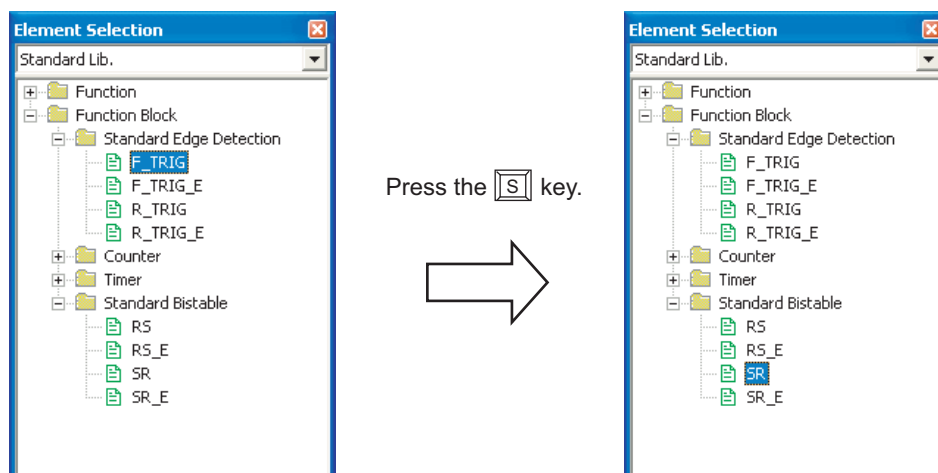 Element Selection
Standard Lib.
Function
Function Block
Standard Edge Detection
F_TRIG
F_TRIG_E
R_TRIG
R_TRIG_E
Counter
Timer
Standard Bistable
RS
RS_E
SR
SR_E
Press the S key.
Element Selection
Standard Lib.
Function
Function Block
Standard Edge Detection
F_TRIG
F_TRIG_E
R_TRIG
R_TRIG_E
Counter
Timer
Standard Bistable
RS
RS_E
SR
SR_E